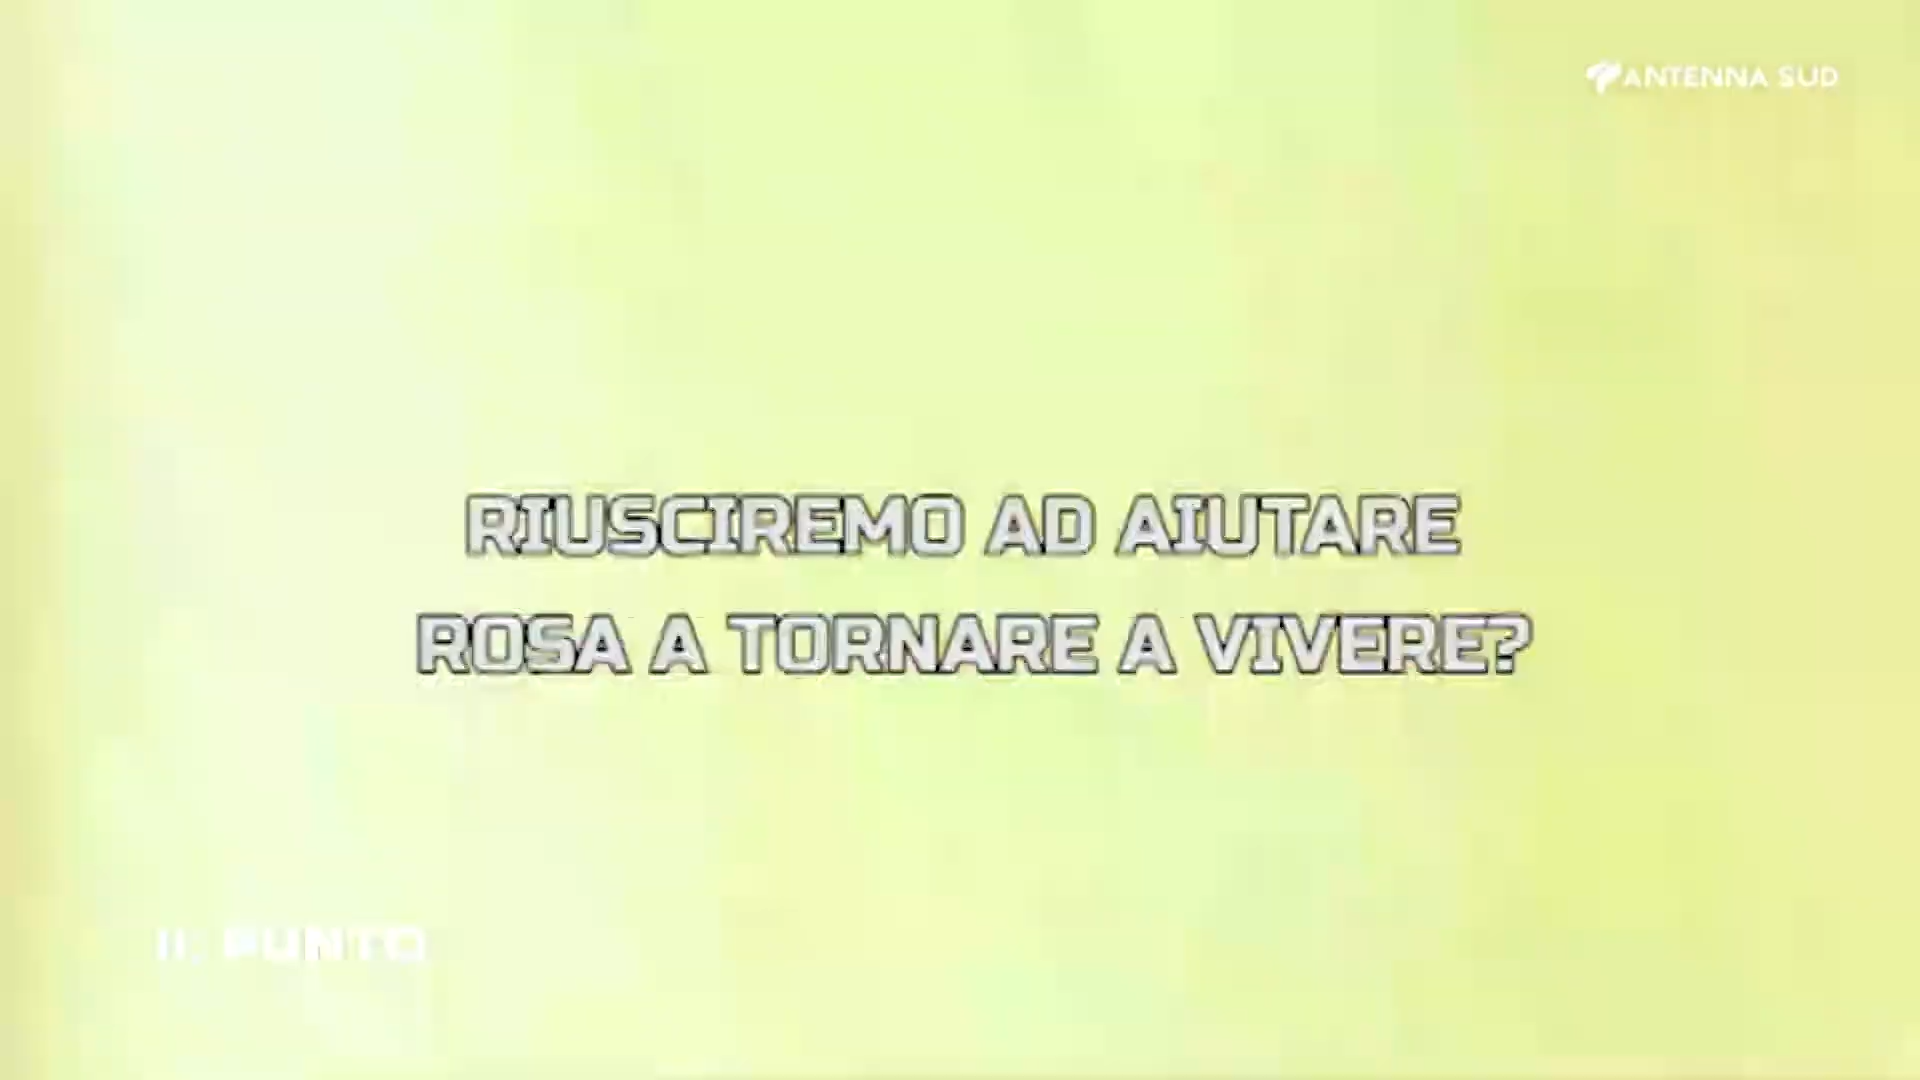 ANTENNA SUD
RIUSCIREMO AD AIUTARE
ROSA A TORNARE A VIVERE?
IL PUNTO